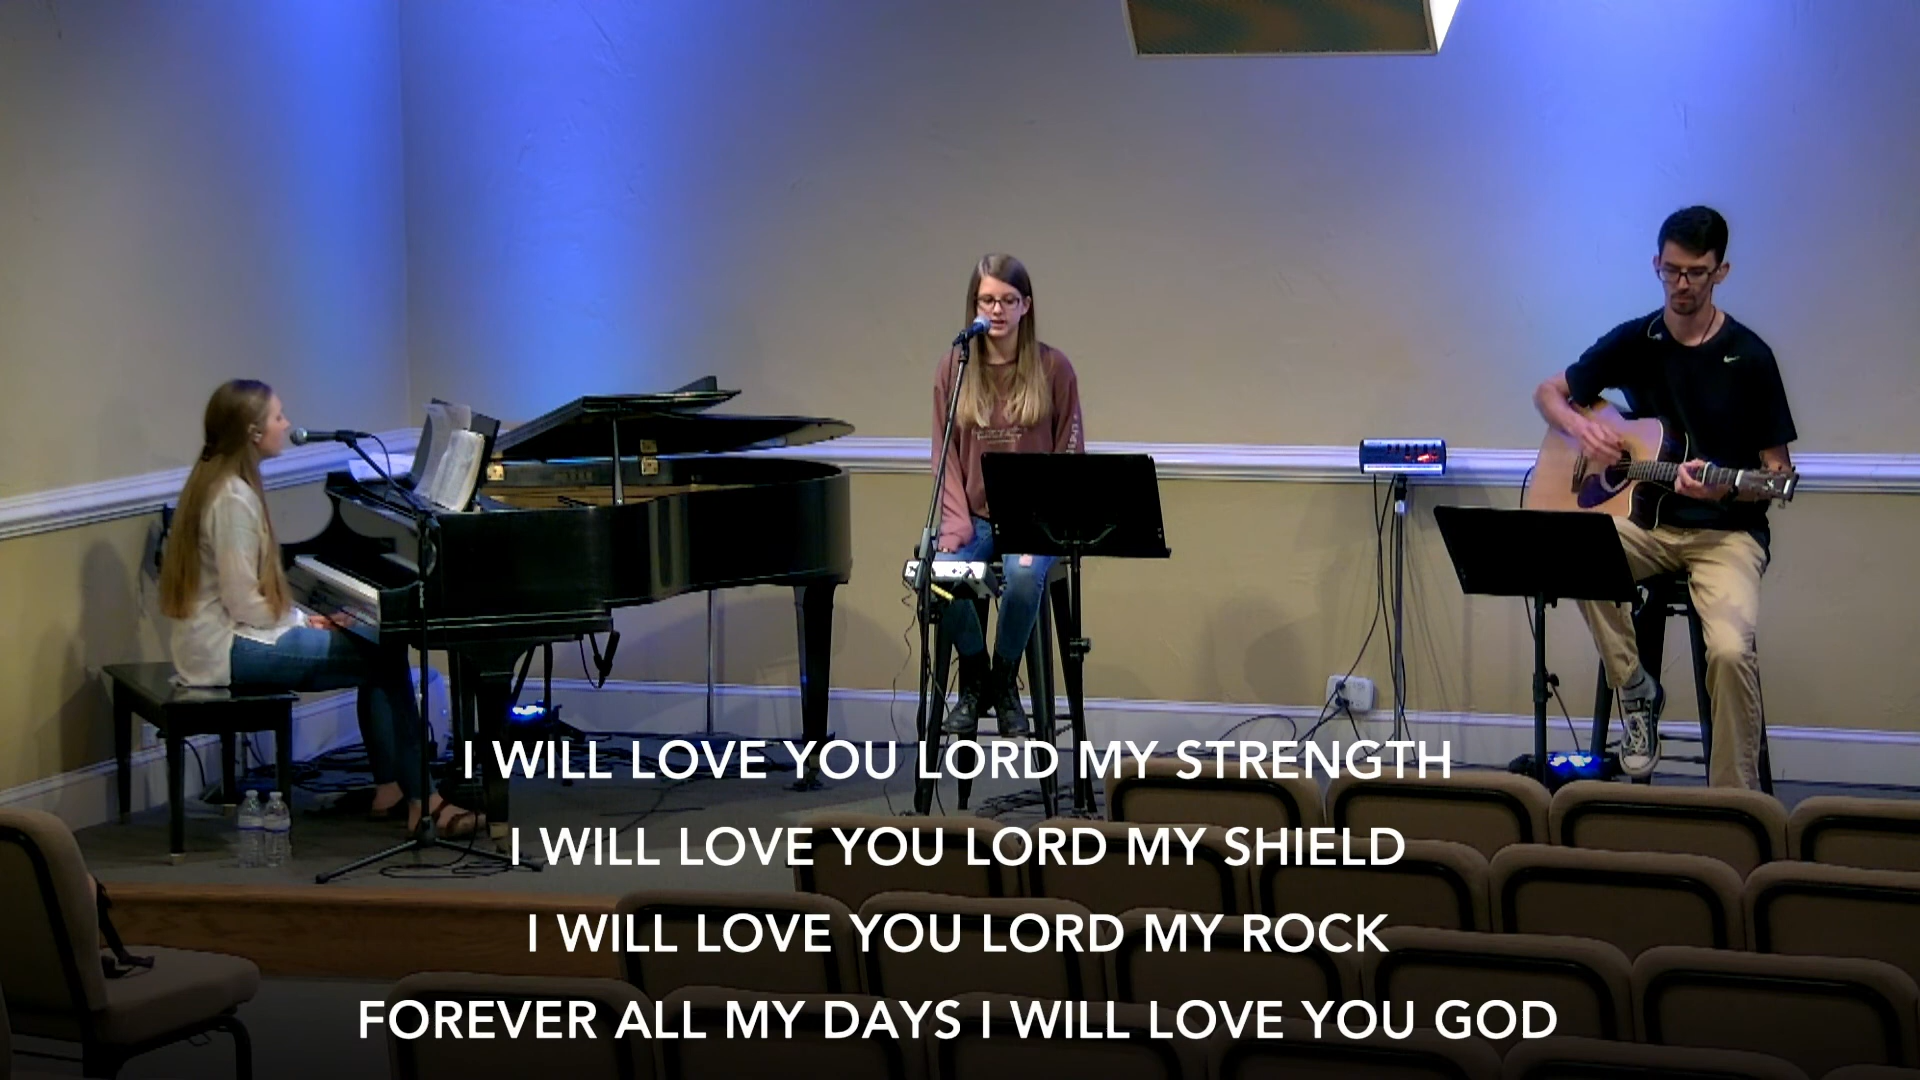 I WILL LOVE YOU LORD MY STRENGTH
I WILL LOVE YOU LORD MY SHIELD
I WILL LOVE YOU LORD MY ROCK
FOREVER ALL MY DAYS I WILL LOVE YOU GOD